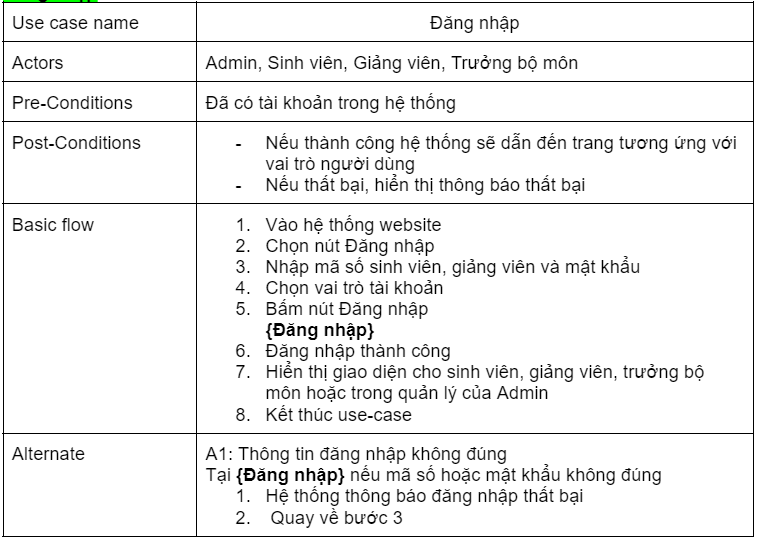 Use case name
Đăng nhập
Actors
Admin, Sinh viên, Giảng viên, Trưởng bộ môn
Pre-Conditions
Đã có tài khoản trong hệ thống
Post-Conditions
- Nếu thành công hệ thống sẽ dẫn đến trang tương ứng với
vai trò người dùng
- Nếu thất bại, hiển thị thông báo thất bại
Basic flow
1. Vào hệ thống website
2. Chọn nút Đăng nhập
3. Nhập mã số sinh viên, giảng viên và mật khẩu
4. Chọn vai trò tài khoản
5. Bấm nút Đăng nhập
{Đăng nhập}
6. Đăng nhập thành công
7. Hiển thị giao diện cho sinh viên, giảng viên, trưởng bộ
môn hoặc trong quản lý của Admin
8. Kết thúc use-case
Alternate
A1: Thông tin đăng nhập không đúng
Tại {Đăng nhập} nếu mã số hoặc mật khẩu không đúng
1. Hệ thống thông báo đăng nhập thất bại
2. Quay về bước 3